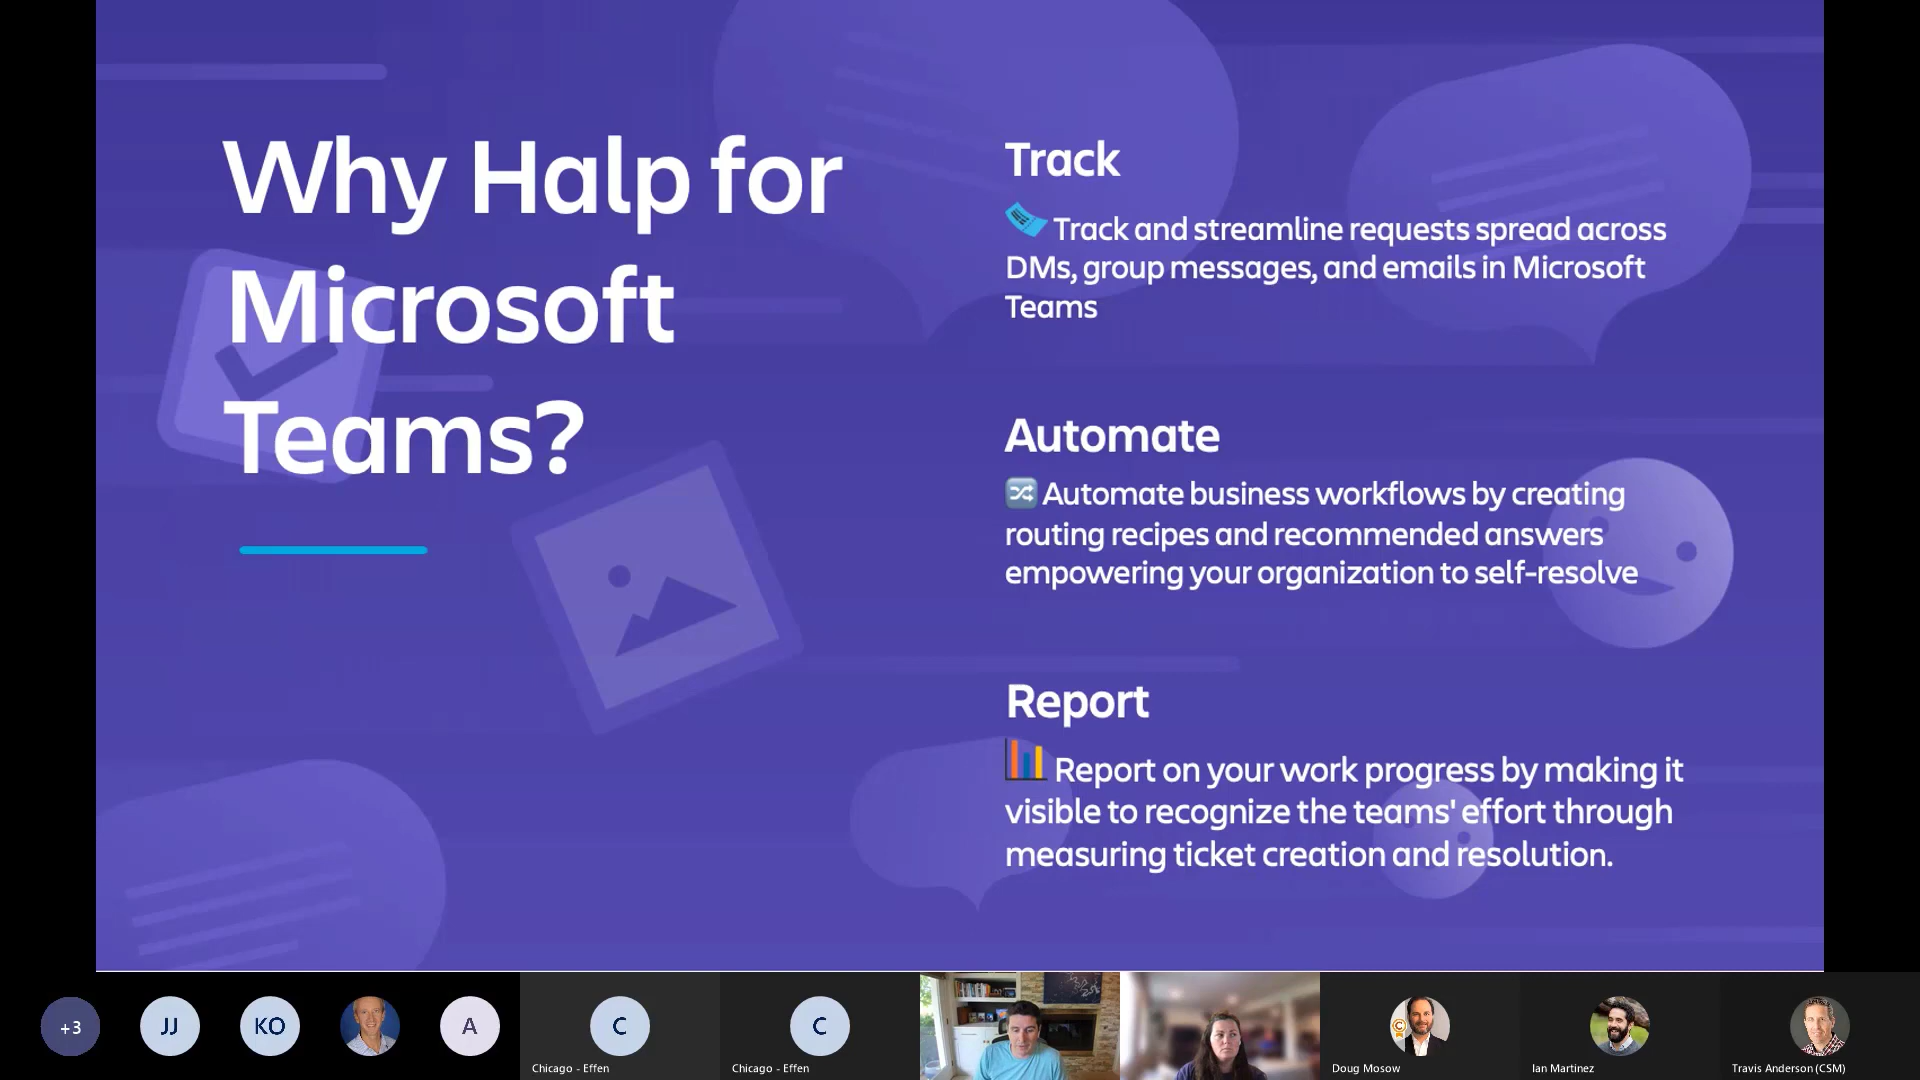 Why Halp for
Microsoft
Teams?
Track
Track and streamline requests spread across
DMs, group messages, and emails in Microsoft
Teams
Automate
Automate business workflows by creating
routing recipes and recommended answers
empowering your organization to self-resolve
Report
Report on your work progress by making it
visible to recognize the teams' effort through
measuring ticket creation and resolution.
+3
JJ
KO
A
C
Chicago - Effen
C
Chicago - Effen
Doug Mosow
Ian Martinez
Travis Anderson (CSM)